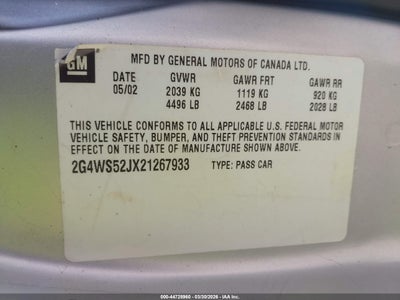 GM
MFD BY GENERAL MOTORS OF CANADA LTD.
DATE GVWR GAWR FRT GAWR RR
05/02 2039 KG 1119 KG 920 KG
4496 LB 2468 LB 2028 LB
THIS VEHICLE CONFORMS TO ALL APPLICABLE U.S. FEDERAL MOTOR
VEHICLE SAFETY, BUMPER, AND THEFT PREVENTION STANDARDS
IN EFFECT ON THE DATE OF MANUFACTURE SHOWN ABOVE.
2G4WS52JX21267933 TYPE: PASS CAR
000-44728960 | 03/30/2026 - IAA Inc.